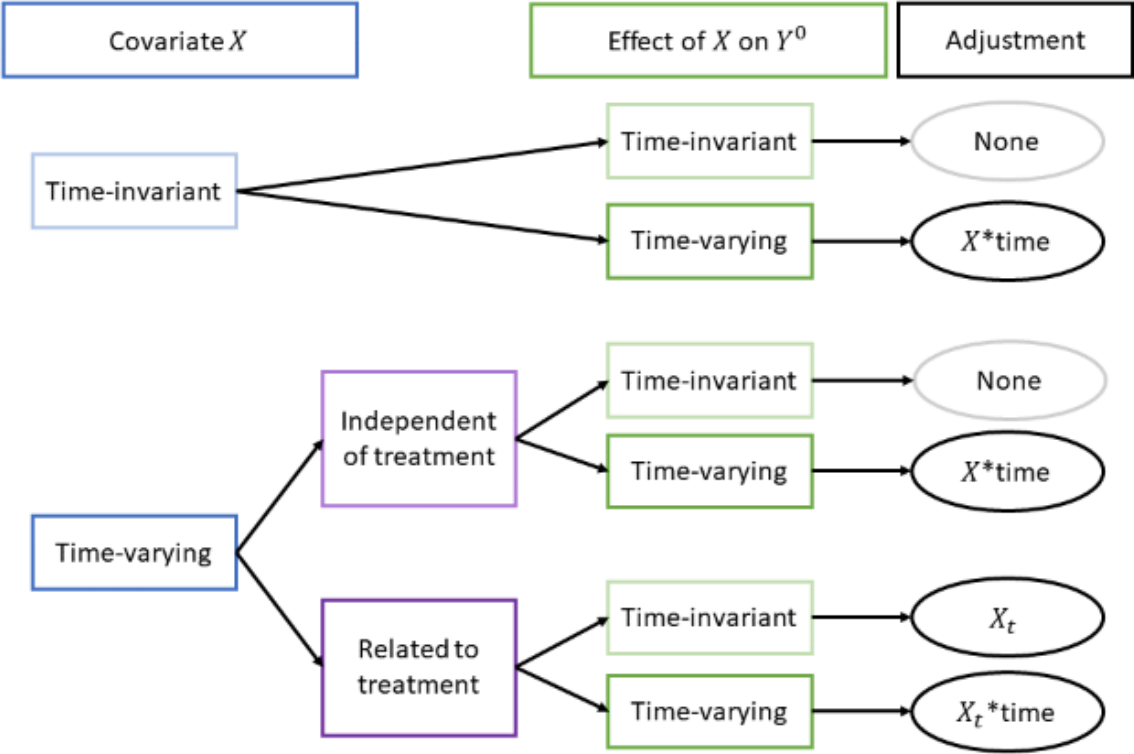 Covariate X
Effect of X on Y⁰
Adjustment
Time-invariant
Time-invariant
None
Time-varying
X*time
Time-varying
Independent
of treatment
Time-invariant
None
Time-varying
X*time
Related to
treatment
Time-invariant
Xₜ
Time-varying
Xₜ*time